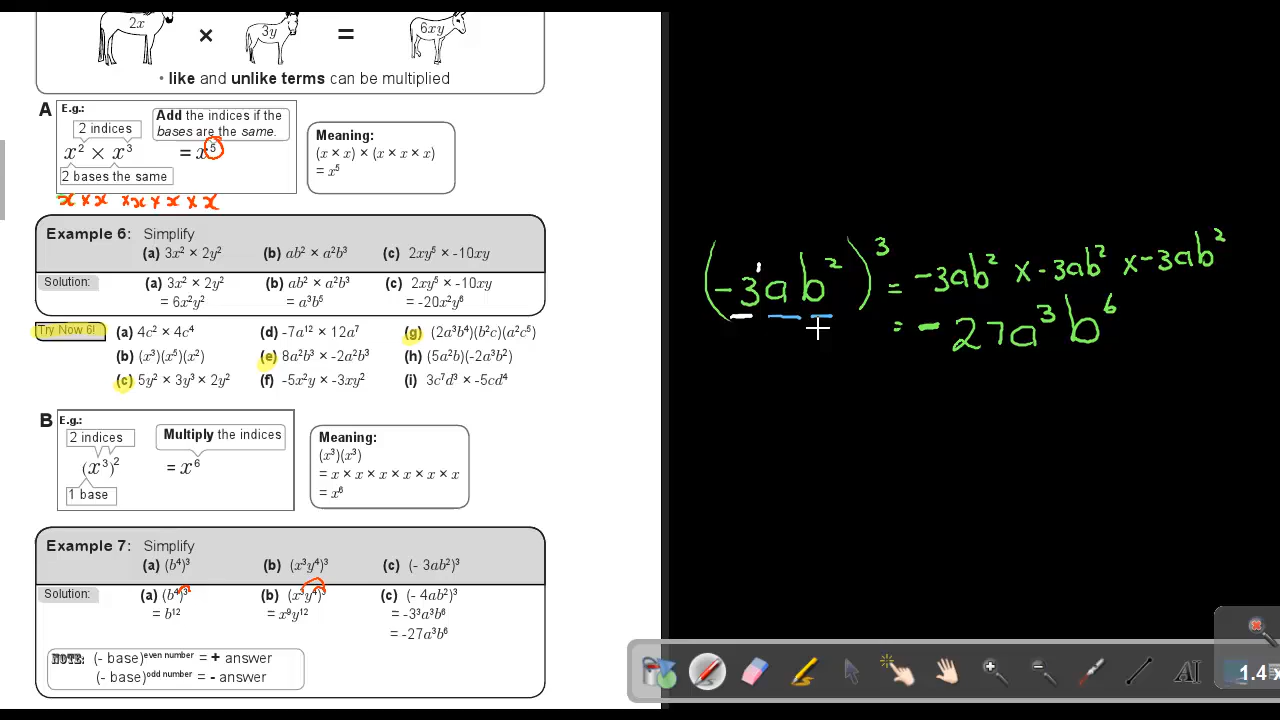 2x × 3y = 6xy
• like and unlike terms can be multiplied
A
E.g.:
2 indices
Add the indices if the
bases are the same.
x² × x³ = x⁵
2 bases the same
x × x × x × x × x
Meaning:
(x × x) × (x × x × x)
= x⁵
Example 6: Simplify
(a) 3x² × 2y² (b) ab² × a²b³ (c) 2xy⁵ × -10xy
Solution: (a) 3x² × 2y² (b) ab² × a²b³ (c) 2xy⁵ × -10xy
= 6x²y² = a³b⁵ = -20x²y⁶
Try Now 6! (a) 4c² × 4c⁴ (d) -7a¹² × 12a⁷ (g) (2a³b⁴)(b²c)(a²c⁵)
(b) (x³)(x⁵)(x²) (e) 8a²b³ × -2a²b³ (h) (5a²b)(-2a³b²)
(c) 5y² × 3y³ × 2y² (f) -5x²y × -3xy² (i) 3c⁷d³ × -5cd⁴
B
E.g.:
2 indices
Multiply the indices
(x³)² = x⁶
1 base
Meaning:
(x³)(x³)
= x × x × x × x × x × x
= x⁶
Example 7: Simplify
(a) (b⁴)³ (b) (x³y⁴)³ (c) (- 3ab²)³
Solution: (a) (b⁴)³ (b) (x³y⁴)³ (c) (- 4ab²)³
= b¹² = x⁹y¹² = -3³a³b⁶
= -27a³b⁶
NOTE: (- base)ᵉᵛᵉⁿ ⁿᵘᵐᵇᵉʳ = + answer
(- base)ᵒᵈᵈ ⁿᵘᵐᵇᵉʳ = - answer
(-3¹ab²)³ = -3ab² x -3ab² x -3ab²
= -27a³b⁶
AI
1.4 x